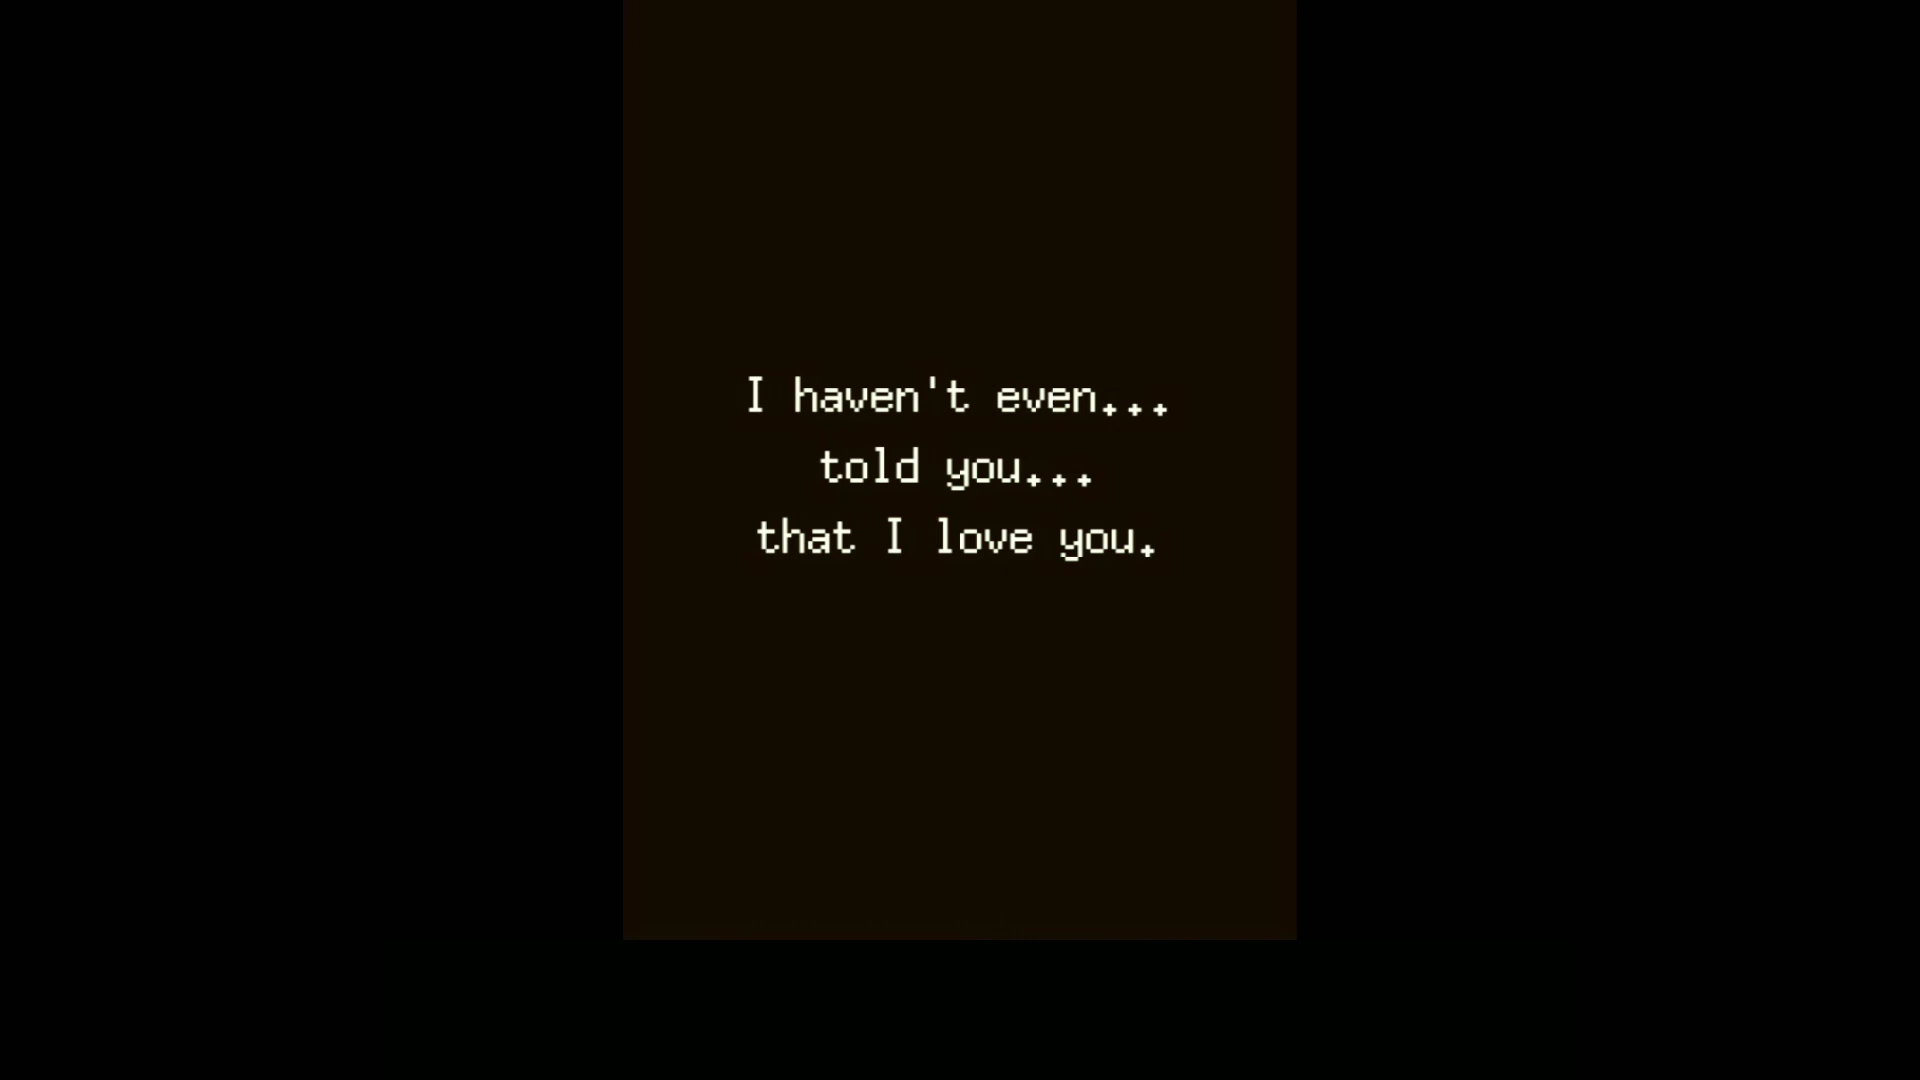 I haven't even...
told you...
that I love you.